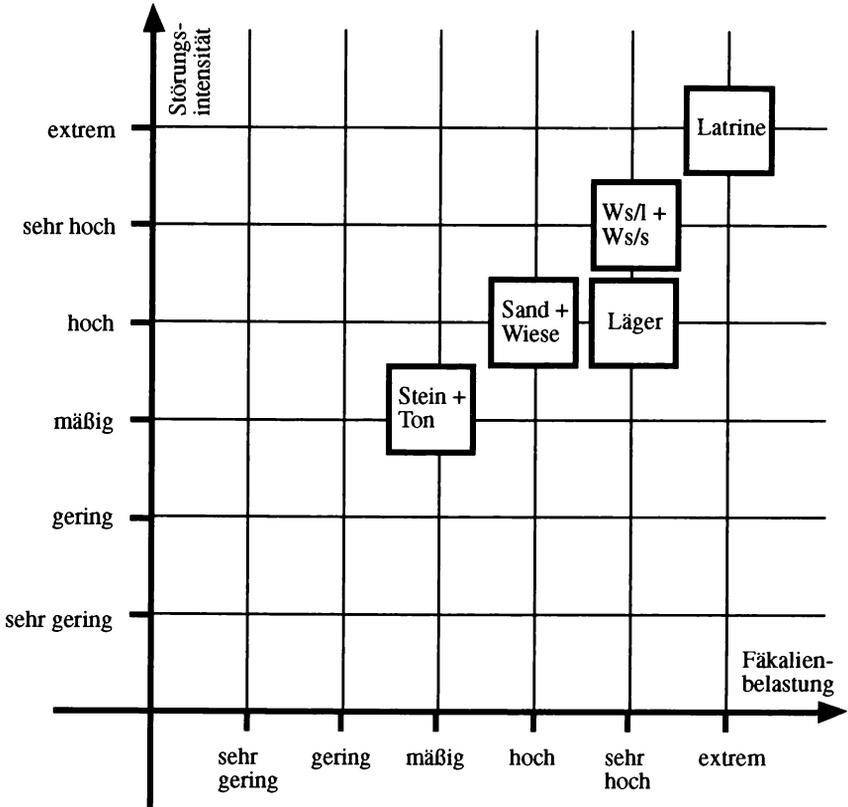 Störungs-
intensität
extrem
Latrine
sehr hoch
Ws/l +
Ws/s
hoch
Sand +
Wiese
Läger
mäßig
Stein +
Ton
gering
sehr gering
Fäkalien-
belastung
sehr
gering
gering
mäßig
hoch
sehr
hoch
extrem